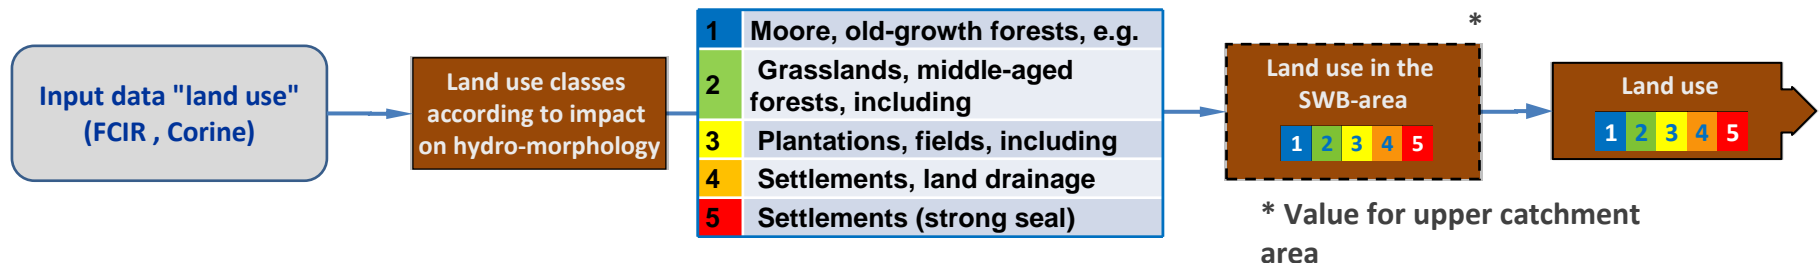 Input data "land use"
(FCIR , Corine)
Land use classes
according to impact
on hydro-morphology
1 Moore, old-growth forests, e.g.
2 Grasslands, middle-aged
forests, including
3 Plantations, fields, including
4 Settlements, land drainage
5 Settlements (strong seal)
*
Land use in the
SWB-area
1 2 3 4 5
* Value for upper catchment
area
Land use
1 2 3 4 5